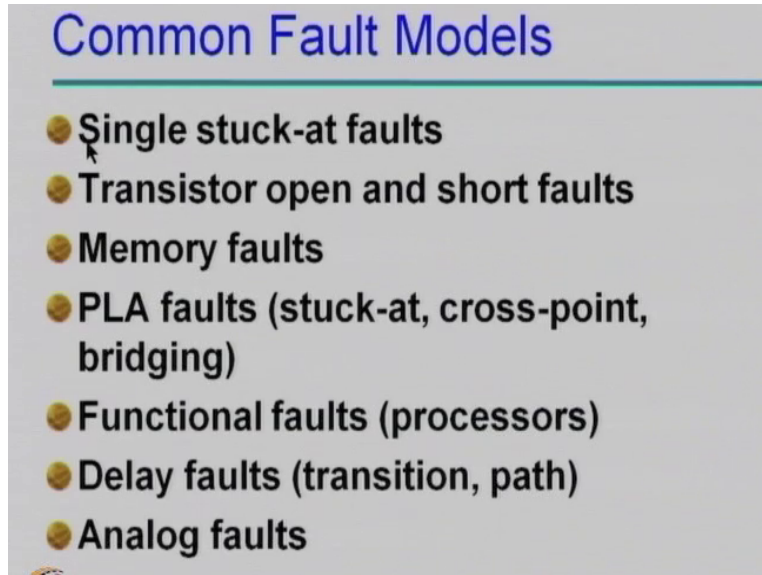 Common Fault Models
Single stuck-at faults
Transistor open and short faults
Memory faults
PLA faults (stuck-at, cross-point,
bridging)
Functional faults (processors)
Delay faults (transition, path)
Analog faults